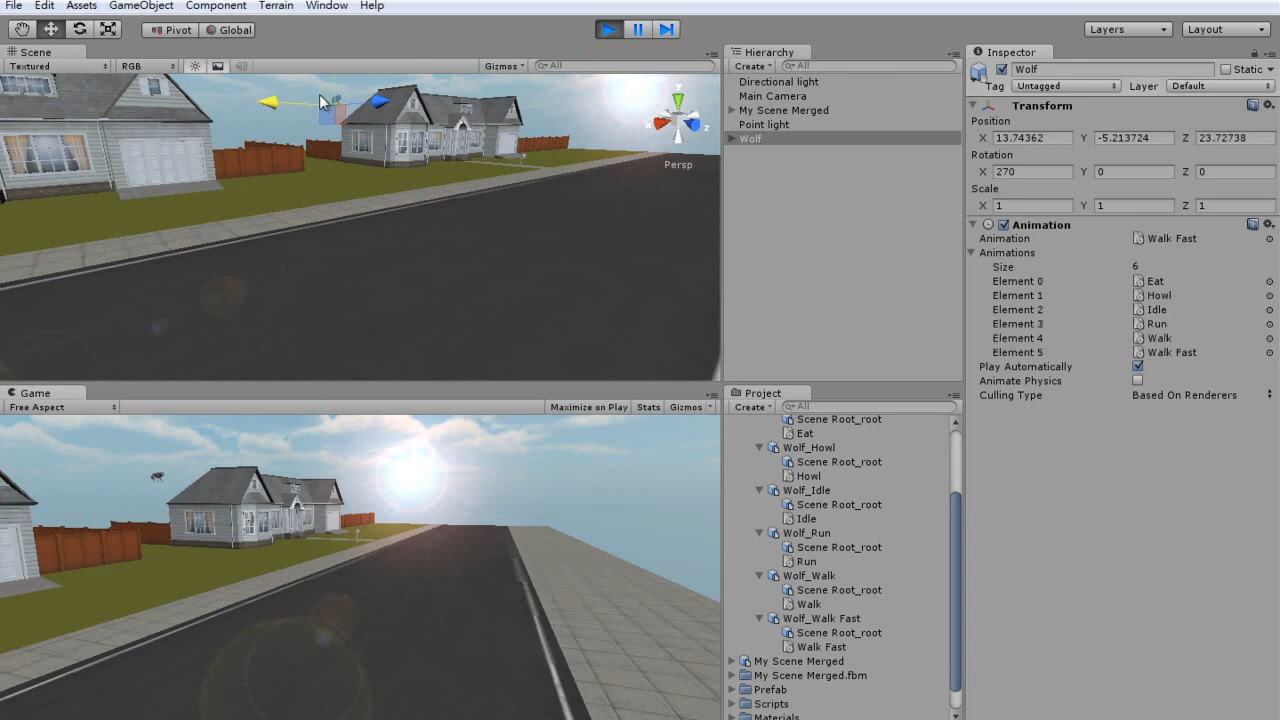 File Edit Assets GameObject Component Terrain Window Help
Pivot Global Layers Layout
Scene
Textured RGB Gizmos All
Persp
y
x
z
Game
Free Aspect Maximize on Play Stats Gizmos
Hierarchy
Create All
Directional light
Main Camera
My Scene Merged
Point light
Wolf
Project
Create All
Scene Root_root
Eat
Wolf_Howl
Scene Root_root
Howl
Wolf_Idle
Scene Root_root
Idle
Wolf_Run
Scene Root_root
Run
Wolf_Walk
Scene Root_root
Walk
Wolf_Walk Fast
Scene Root_root
Walk Fast
My Scene Merged
My Scene Merged.fbm
Prefab
Scripts
Materials
Inspector
Wolf Static
Tag Untagged Layer Default
Transform
Position
X 13.74362 Y -5.213724 Z 23.72738
Rotation
X 270 Y 0 Z 0
Scale
X 1 Y 1 Z 1
Animation
Animation Walk Fast
Animations
Size 6
Element 0 Eat
Element 1 Howl
Element 2 Idle
Element 3 Run
Element 4 Walk
Element 5 Walk Fast
Play Automatically
Animate Physics
Culling Type Based On Renderers